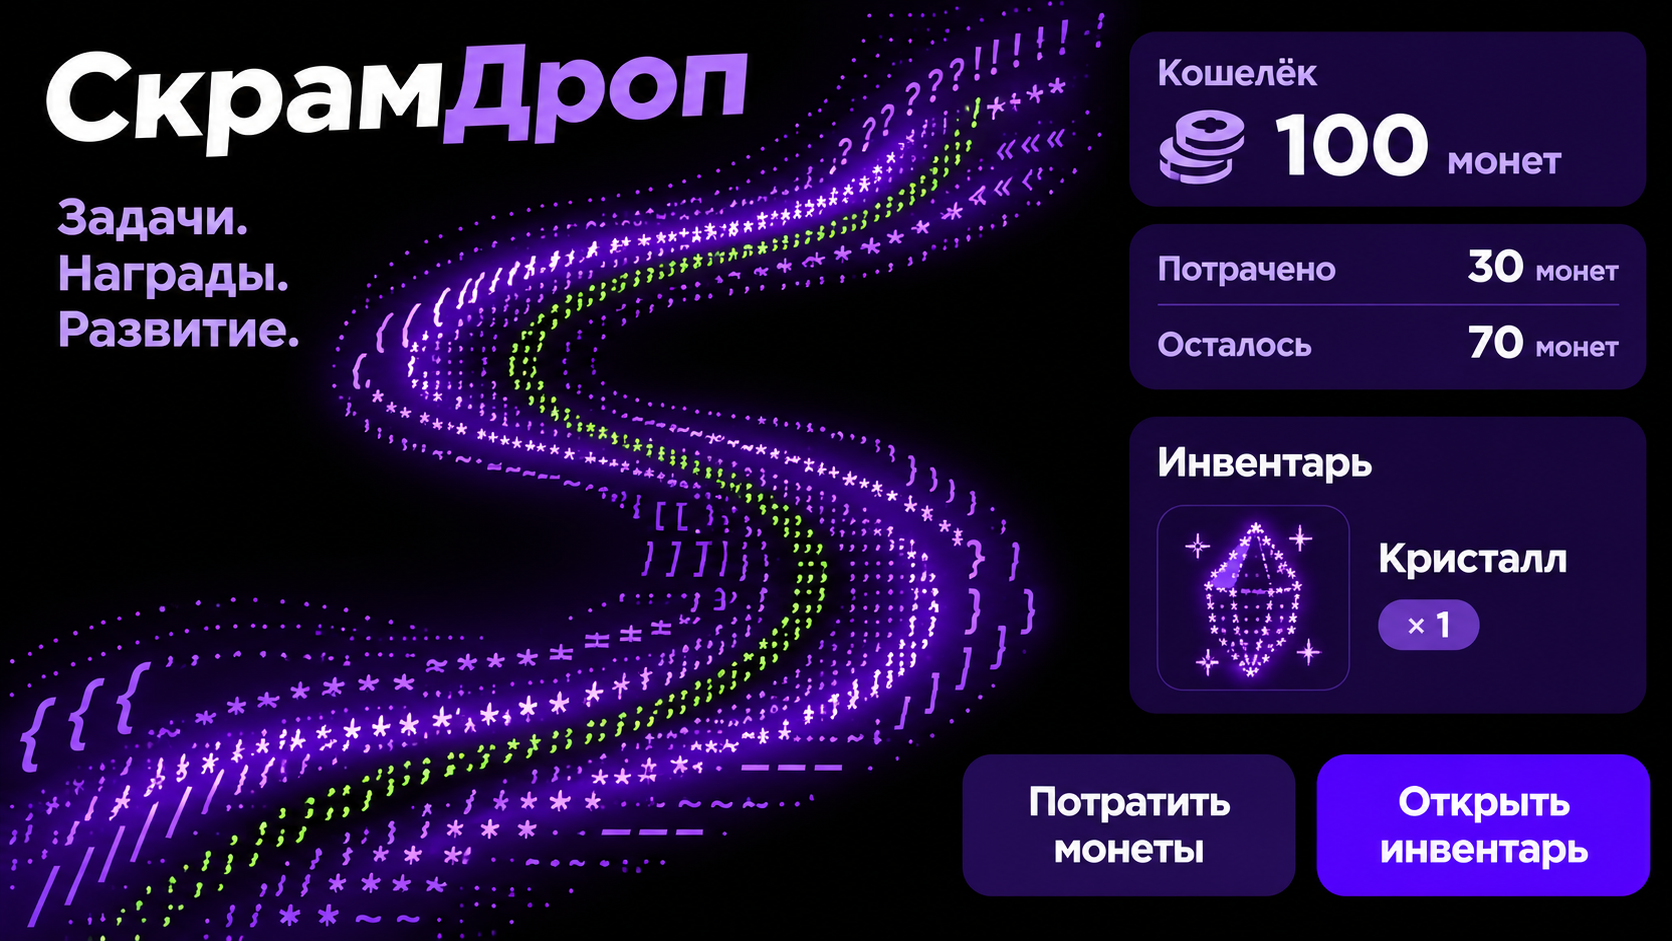 СкрамДроп
Задачи.
Награды.
Развитие.
Кошелёк
100 монет
Потрачено 30 монет
Осталось 70 монет
Инвентарь
Кристалл
× 1
Потратить
монеты
Открыть
инвентарь